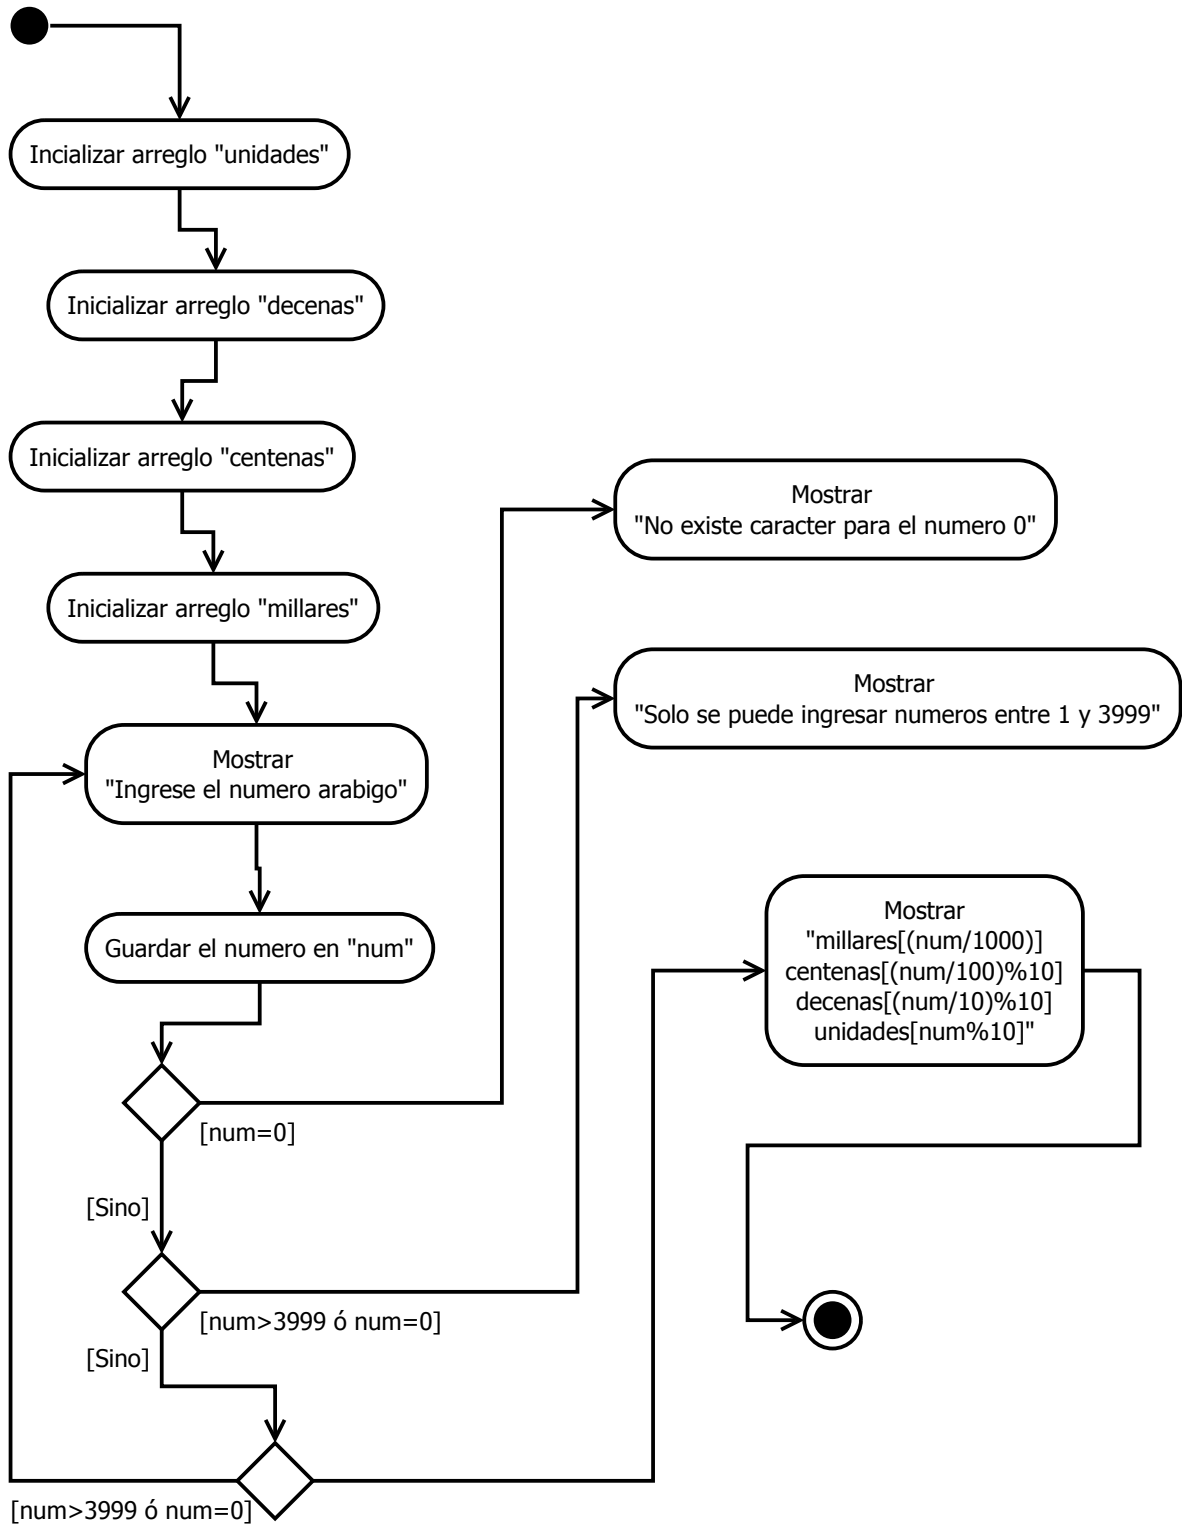 Incializar arreglo "unidades"
Inicializar arreglo "decenas"
Inicializar arreglo "centenas"
Inicializar arreglo "millares"
Mostrar
"Ingrese el numero arabigo"
Guardar el numero en "num"
[num=0]
[Sino]
[num>3999 ó num=0]
[Sino]
[num>3999 ó num=0]
Mostrar
"No existe caracter para el numero 0"
Mostrar
"Solo se puede ingresar numeros entre 1 y 3999"
Mostrar
"millares[(num/1000)]
centenas[(num/100)%10]
decenas[(num/10)%10]
unidades[num%10]"